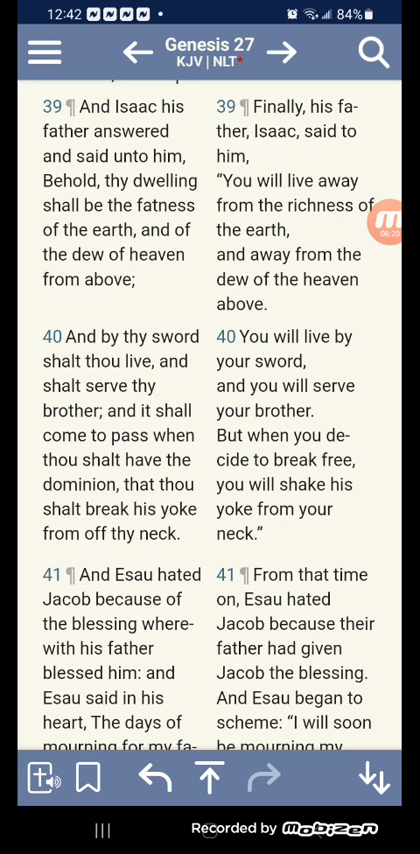 12:42
84%
Genesis 27
KJV | NLT*
39 ¶ And Isaac his
father answered
and said unto him,
Behold, thy dwelling
shall be the fatness
of the earth, and of
the dew of heaven
from above;
39 ¶ Finally, his fa-
ther, Isaac, said to
him,
“You will live away
from the richness of
the earth,
and away from the
dew of the heaven
above.
06:20
40 And by thy sword
shalt thou live, and
shalt serve thy
brother; and it shall
come to pass when
thou shalt have the
dominion, that thou
shalt break his yoke
from off thy neck.
40 You will live by
your sword,
and you will serve
your brother.
But when you de-
cide to break free,
you will shake his
yoke from your
neck.”
41 ¶ And Esau hated
Jacob because of
the blessing where-
with his father
blessed him: and
Esau said in his
heart, The days of
mourning for my fa-
41 ¶ From that time
on, Esau hated
Jacob because their
father had given
Jacob the blessing.
And Esau began to
scheme: “I will soon
be mourning my
Recorded by mobizen